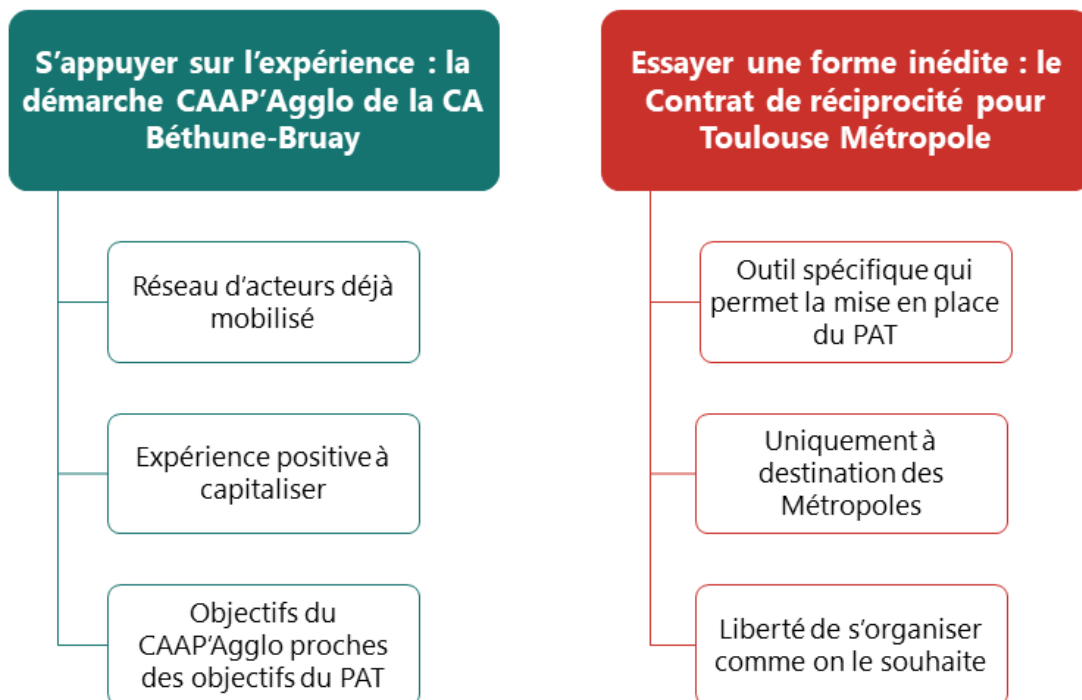 S'appuyer sur l'expérience : la
démarche CAAP'Agglo de la CA
Béthune-Bruay
Réseau d'acteurs déjà
mobilisé
Expérience positive à
capitaliser
Objectifs du
CAAP'Agglo proches
des objectifs du PAT
Essayer une forme inédite : le
Contrat de réciprocité pour
Toulouse Métropole
Outil spécifique qui
permet la mise en place
du PAT
Uniquement à
destination des
Métropoles
Liberté de s'organiser
comme on le souhaite